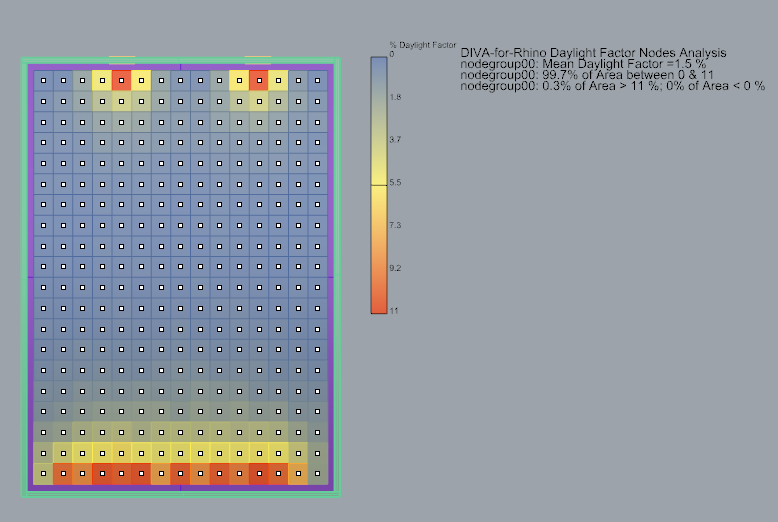 % Daylight Factor
0
1.8
3.7
5.5
7.3
9.2
11
DIVA-for-Rhino Daylight Factor Nodes Analysis
nodegroup00: Mean Daylight Factor =1.5 %
nodegroup00: 99.7% of Area between 0 & 11
nodegroup00: 0.3% of Area > 11 %; 0% of Area < 0 %